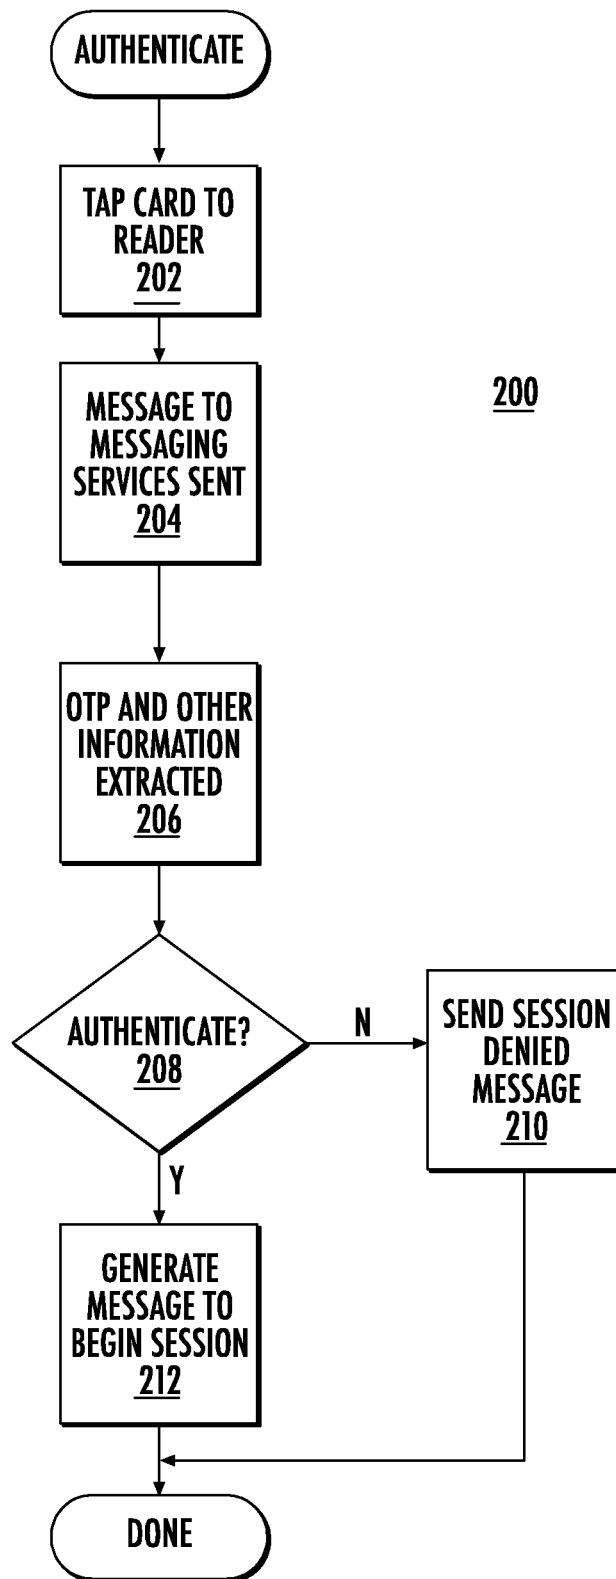 AUTHENTICATE
TAP CARD TO
READER
202
200
MESSAGE TO
MESSAGING
SERVICES SENT
204
OTP AND OTHER
INFORMATION
EXTRACTED
206
AUTHENTICATE?
208
N
SEND SESSION
DENIED
MESSAGE
210
Y
GENERATE
MESSAGE TO
BEGIN SESSION
212
DONE